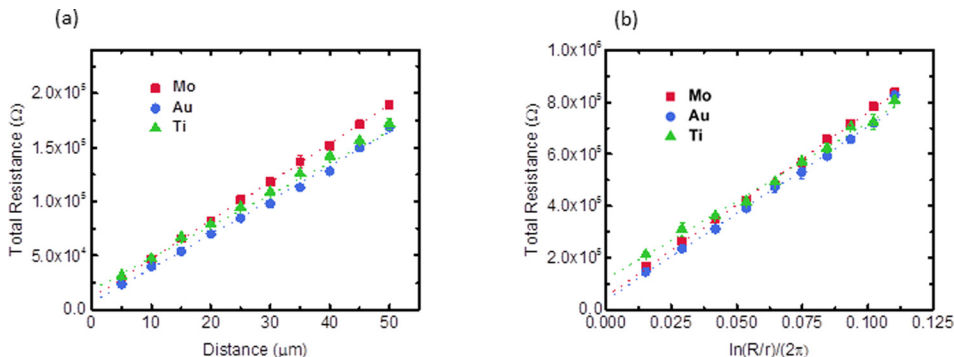 (a)
Total Resistance (Ω)
2.0x10⁵
1.5x10⁵
1.0x10⁵
5.0x10⁴
0.0
Mo
Au
Ti
0 10 20 30 40 50
Distance (μm)
(b)
Total Resistance (Ω)
1.0x10⁶
8.0x10⁵
6.0x10⁵
4.0x10⁵
2.0x10⁵
0.0
Mo
Au
Ti
0.000 0.025 0.050 0.075 0.100 0.125
ln(R/r)/(2π)